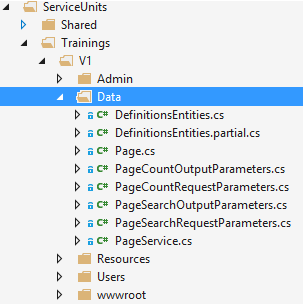 ServiceUnits
Shared
Trainings
V1
Admin
Data
C# DefinitionsEntities.cs
C# DefinitionsEntities.partial.cs
C# Page.cs
C# PageCountOutputParameters.cs
C# PageCountRequestParameters.cs
C# PageSearchOutputParameters.cs
C# PageSearchRequestParameters.cs
C# PageService.cs
Resources
Users
wwwroot